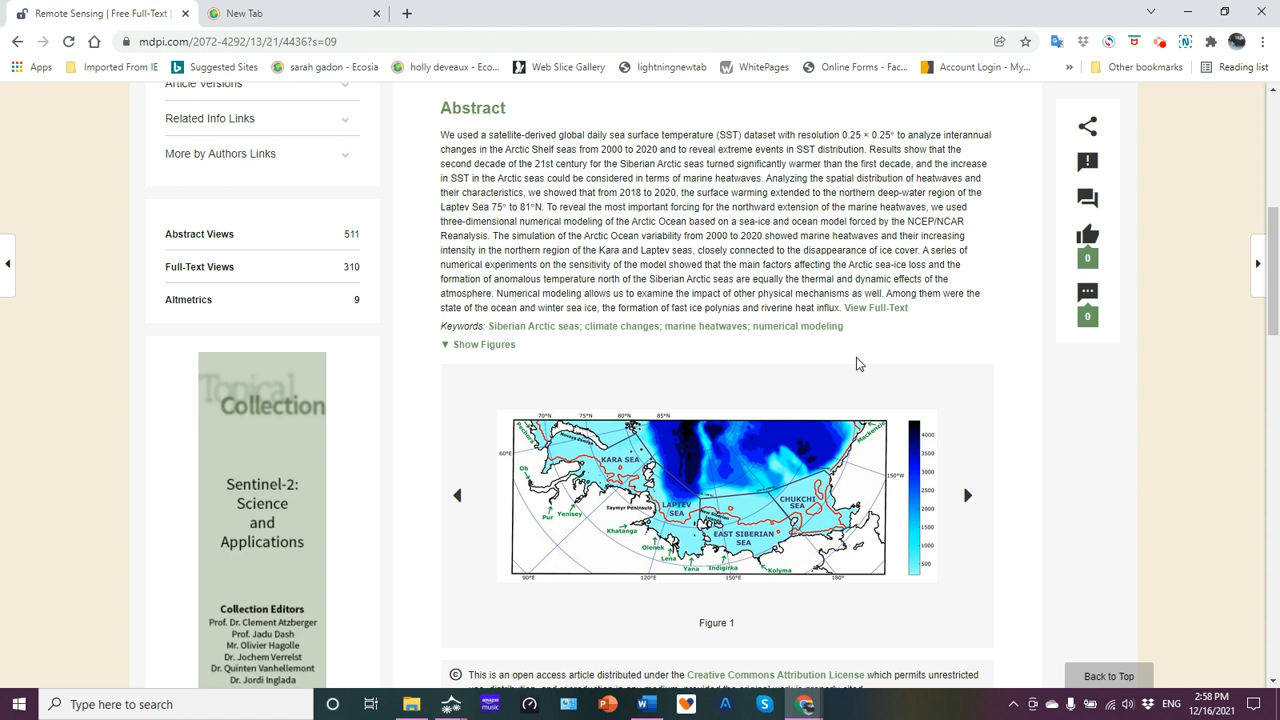 Remote Sensing | Free Full-Text |
New Tab
mdpi.com/2072-4292/13/21/4436?s=09
Apps
Imported From IE
Suggested Sites
sarah gadon - Ecosia
holly deveaux - Eco...
Web Slice Gallery
lightningnewtab
WhitePages
Online Forms - Fac...
Account Login - My...
Other bookmarks
Reading list
Article Versions
Related Info Links
More by Authors Links
Abstract Views 511
Full-Text Views 310
Altmetrics 9
Topical
Collection
Sentinel-2:
Science
and
Applications
Collection Editors
Prof. Dr. Clement Atzberger
Prof. Jadu Dash
Mr. Olivier Hagolle
Dr. Jochem Verrelst
Dr. Quinten Vanhellemont
Dr. Jordi Inglada
Abstract
We used a satellite-derived global daily sea surface temperature (SST) dataset with resolution 0.25 × 0.25° to analyze interannual
changes in the Arctic Shelf seas from 2000 to 2020 and to reveal extreme events in SST distribution. Results show that the
second decade of the 21st century for the Siberian Arctic seas turned significantly warmer than the first decade, and the increase
in SST in the Arctic seas could be considered in terms of marine heatwaves. Analyzing the spatial distribution of heatwaves and
their characteristics, we showed that from 2018 to 2020, the surface warming extended to the northern deep-water region of the
Laptev Sea 75° to 81°N. To reveal the most important forcing for the northward extension of the marine heatwaves, we used
three-dimensional numerical modeling of the Arctic Ocean based on a sea-ice and ocean model forced by the NCEP/NCAR
Reanalysis. The simulation of the Arctic Ocean variability from 2000 to 2020 showed marine heatwaves and their increasing
intensity in the northern region of the Kara and Laptev seas, closely connected to the disappearance of ice cover. A series of
numerical experiments on the sensitivity of the model showed that the main factors affecting the Arctic sea-ice loss and the
formation of anomalous temperature north of the Siberian Arctic seas are equally the thermal and dynamic effects of the
atmosphere. Numerical modeling allows us to examine the impact of other physical mechanisms as well. Among them were the
state of the ocean and winter sea ice, the formation of fast ice polynias and riverine heat influx. View Full-Text
Keywords: Siberian Arctic seas; climate changes; marine heatwaves; numerical modeling
▼ Show Figures
70°N 75°N 80°N 85°N
60°E
Pechora
Novaya Zemlya
KARA SEA
Ob
Pur
Yenisey
Taymyr Peninsula
Khatanga
LAPTEV
SEA
Olenek
Lena
Yana
Indigirka
EAST SIBERIAN
SEA
Kolyma
CHUKCHI
SEA
Mackenzie
150°W
90°E 120°E 150°E 180°
4000
3500
3000
2500
2000
1500
1000
500
Figure 1
This is an open access article distributed under the Creative Commons Attribution License which permits unrestricted
0
0
Back to Top
Type here to search
amazon
music
ENG
2:58 PM
12/16/2021